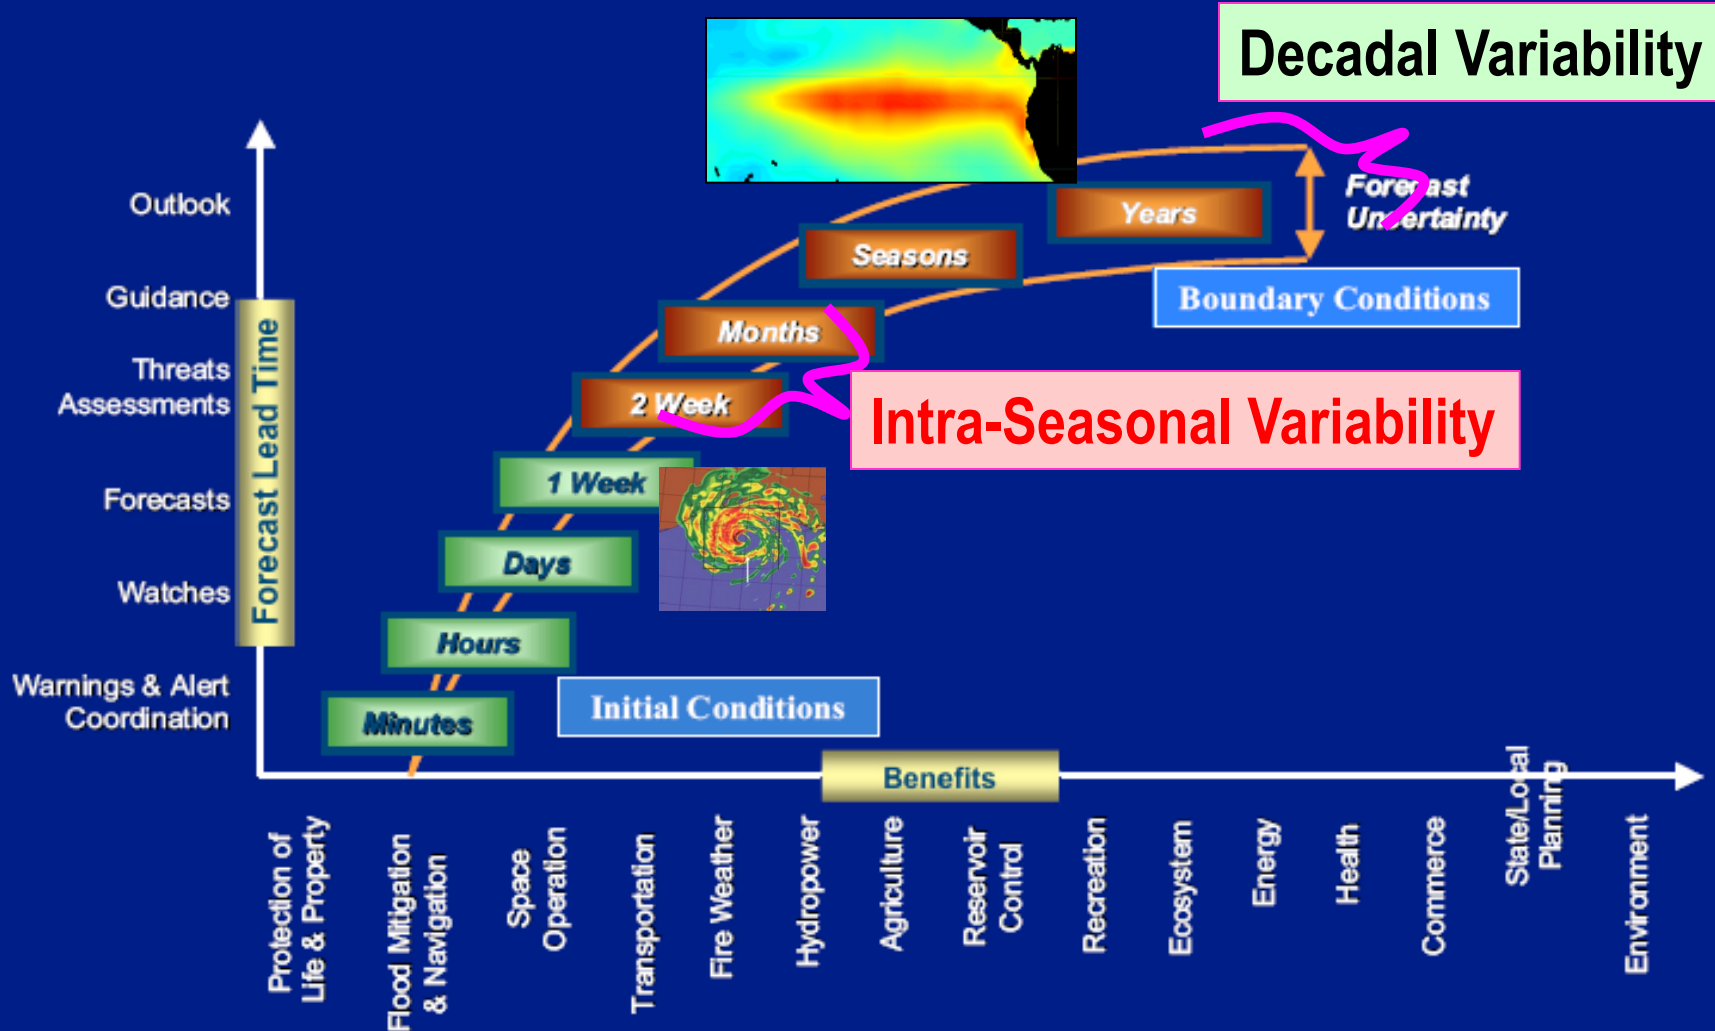 Decadal Variability
Outlook
Guidance
Threats
Assessments
Forecasts
Watches
Warnings & Alert
Coordination
Forecast Lead Time
Years
Seasons
Months
2 Week
1 Week
Days
Hours
Minutes
Forecast
Uncertainty
Boundary Conditions
Intra-Seasonal Variability
Initial Conditions
Benefits
Protection of
Life & Property
Flood Mitigation
& Navigation
Space
Operation
Transportation
Fire Weather
Hydropower
Agriculture
Reservoir
Control
Recreation
Ecosystem
Energy
Health
Commerce
State/Local
Planning
Environment